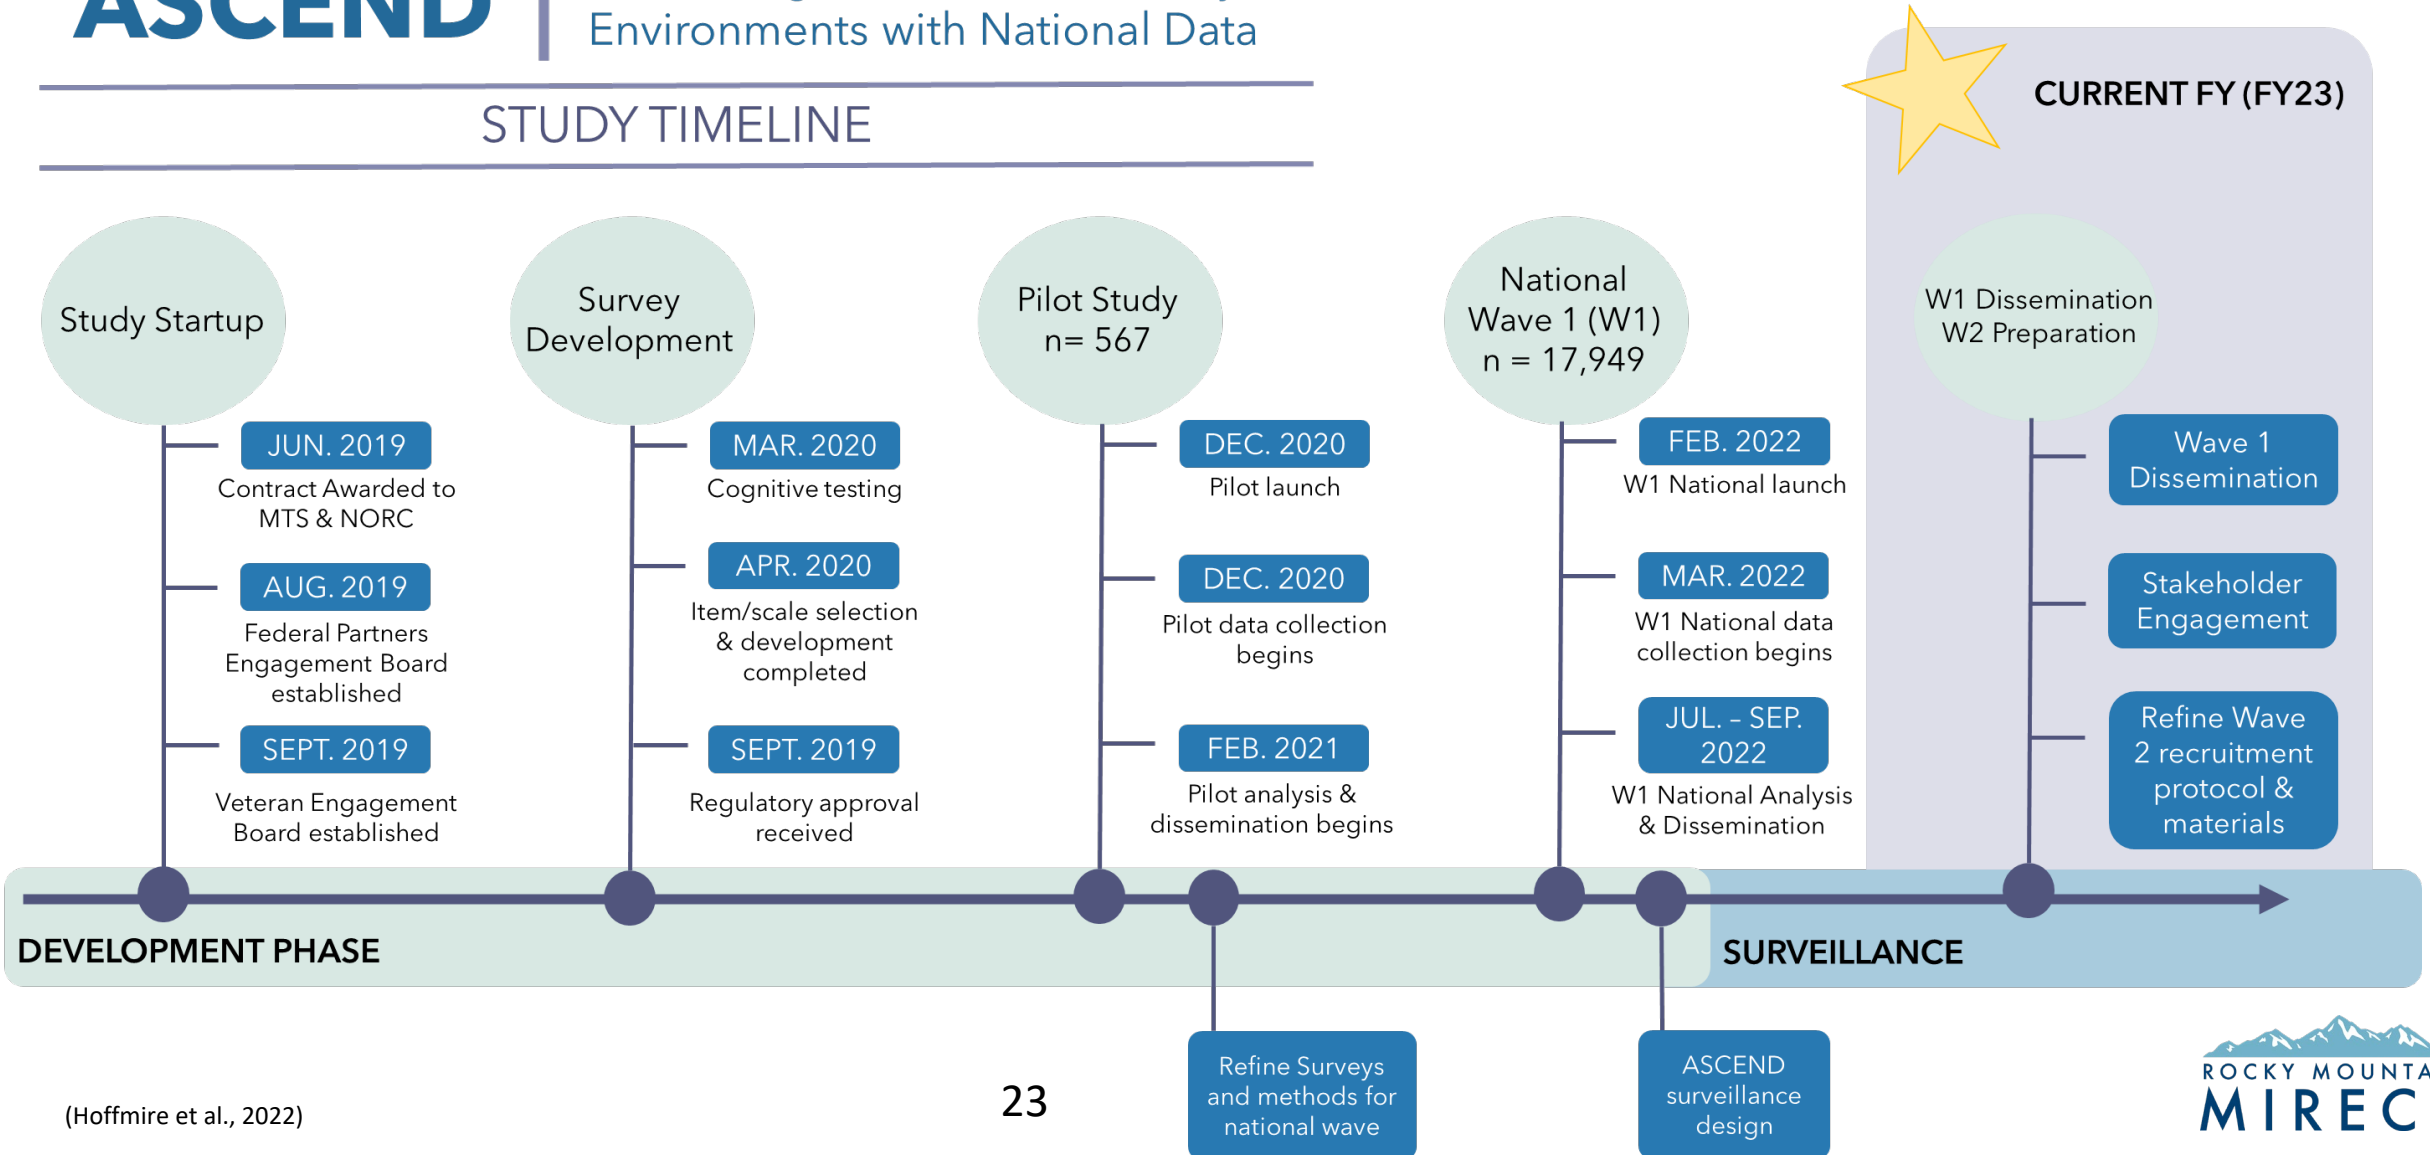 ASCEND
Environments with National Data
STUDY TIMELINE
CURRENT FY (FY23)
Study Startup
JUN. 2019
Contract Awarded to
MTS & NORC
AUG. 2019
Federal Partners
Engagement Board
established
SEPT. 2019
Veteran Engagement
Board established
Survey
Development
MAR. 2020
Cognitive testing
APR. 2020
Item/scale selection
& development
completed
SEPT. 2019
Regulatory approval
received
Pilot Study
n= 567
DEC. 2020
Pilot launch
DEC. 2020
Pilot data collection
begins
FEB. 2021
Pilot analysis &
dissemination begins
National
Wave 1 (W1)
n = 17,949
FEB. 2022
W1 National launch
MAR. 2022
W1 National data
collection begins
JUL. – SEP.
2022
W1 National Analysis
& Dissemination
W1 Dissemination
W2 Preparation
Wave 1
Dissemination
Stakeholder
Engagement
Refine Wave
2 recruitment
protocol &
materials
DEVELOPMENT PHASE
SURVEILLANCE
Refine Surveys
and methods for
national wave
ASCEND
surveillance
design
(Hoffmire et al., 2022)
23
ROCKY MOUNTA
MIREC